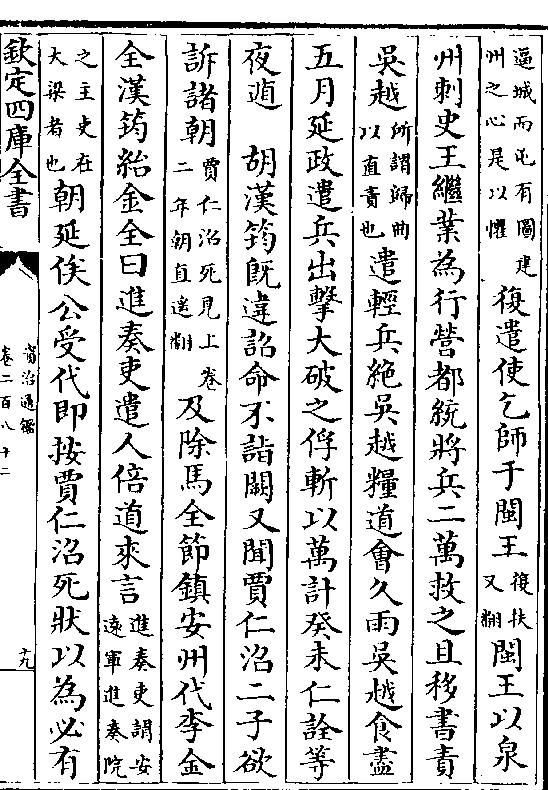 逼城而屯有圖建
州之心是以懼
復遣使乞師于閩王
復扶
又翻
閩王以泉
州刺史王繼業為行營都統將兵二萬救之且移書責
吳越
所謂歸曲
以直責也
遣輕兵絶吳越糧道會久雨吳越食盡
五月延政遣兵出擊大破之俘斬以萬計癸未仁詮等
夜遁　胡漢筠既違詔命不詣闕又聞賈仁沼二子欲
訴諸朝
賈仁沼死見上卷
二年朝直遥翻
及除馬全節鎮安州代李金
全漢筠紿金全曰進奏吏遣人倍道來言
進奏吏謂安
逺軍進奏院
之主吏在
大梁者也
朝廷俟公受代即按賈仁沼死狀以為必有
欽定四庫全書
資治通鑑
卷二百八十二
十九